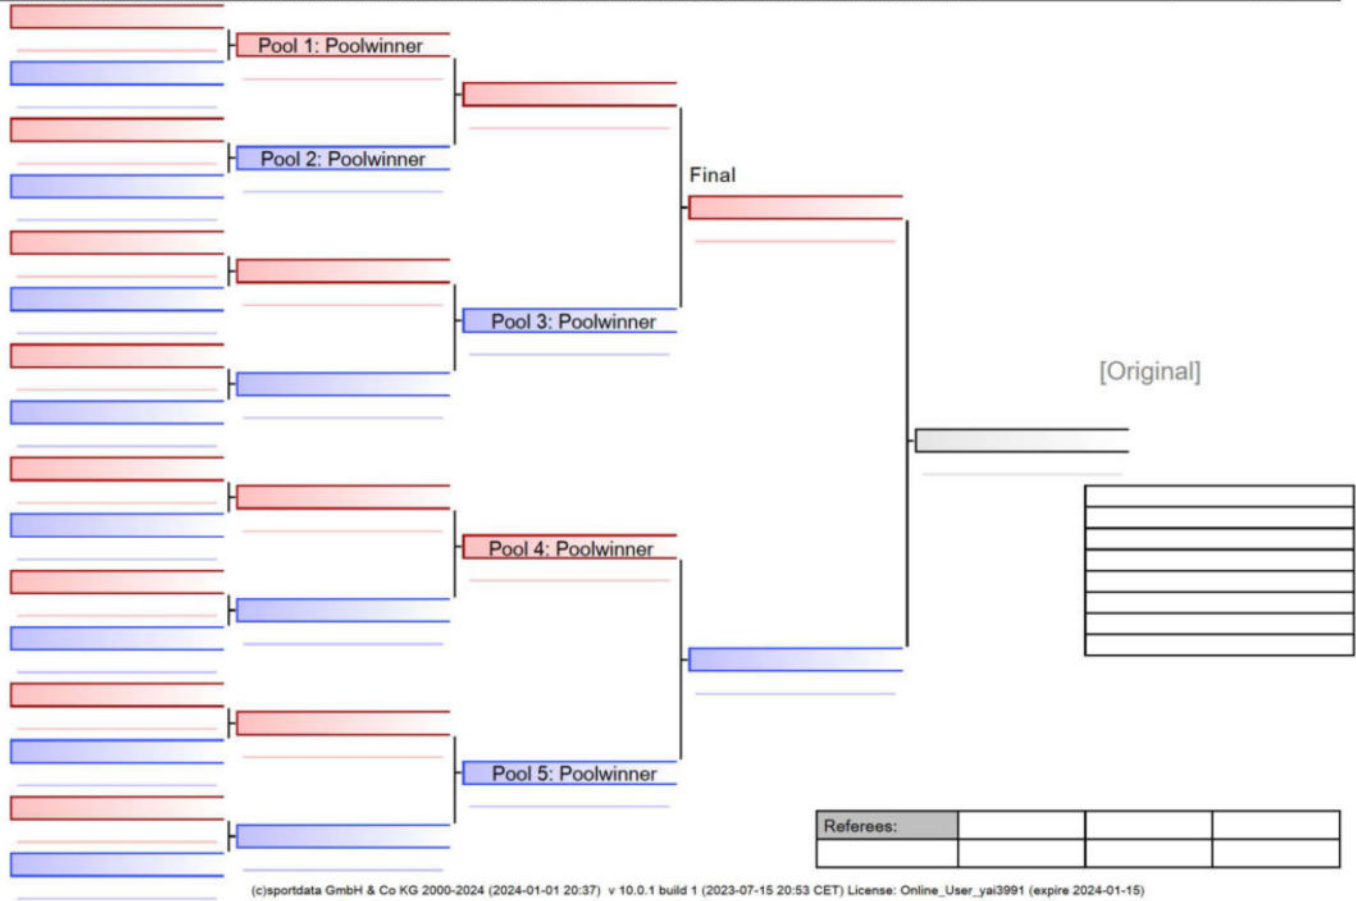 Pool 1: Poolwinner
Pool 2: Poolwinner
Final
Pool 3: Poolwinner
[Original]
Pool 4: Poolwinner
Pool 5: Poolwinner
Referees:
(c)sportdata GmbH & Co KG 2000-2024 (2024-01-01 20:37) v 10.0.1 build 1 (2023-07-15 20:53 CET) License: Online_User_yai3991 (expire 2024-01-15)